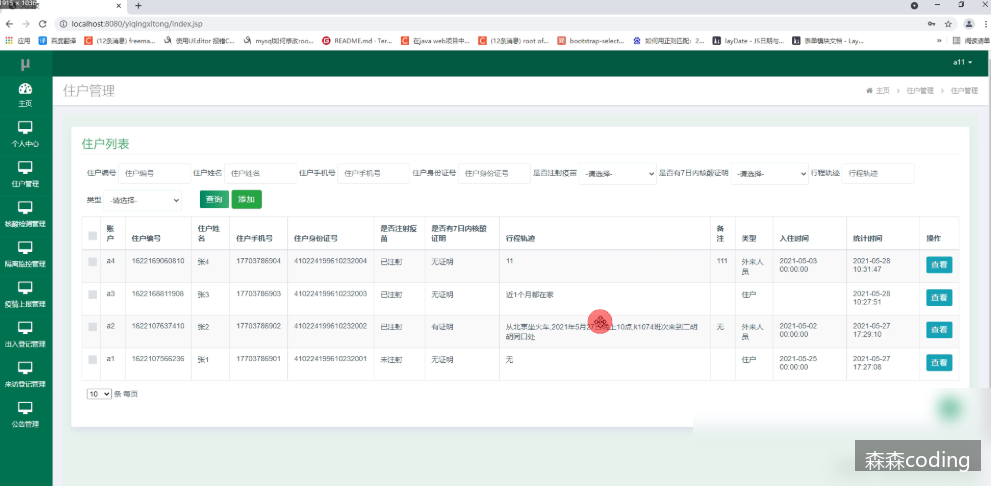 1915 x 1036
localhost:8080/yiqingxitong/index.jsp
应用 百度翻译 (12条消息) freema... 使用UEditor 报错C... mysql如何修改roo... README.md · Ter... 在java web项目中... (12条消息) root of... bootstrap-select... 如何用正则匹配：2... layDate - JS日期与... 表单模块文档 - Lay... » 阅读清单
μ
a11
主页
个人中心
住户管理
核酸检测管理
隔离监控管理
疫情上报管理
出入登记管理
来访登记管理
公告管理
住户管理
主页 > 住户管理 > 住户管理
住户列表
住户编号 住户编号 住户姓名 住户姓名 住户手机号 住户手机号 住户身份证号 住户身份证号 是否注射疫苗 -请选择- 是否有7日内核酸证明 -请选择- 行程轨迹 行程轨迹
类型 -请选择- 查询 添加
账户 住户编号 住户姓名 住户手机号 住户身份证号 是否注射疫苗 是否有7日内核酸证明 行程轨迹 备注 类型 入住时间 统计时间 操作
a4 1622169060810 张4 17703786904 410224199610232004 已注射 无证明 11 111 外来人员 2021-05-03 00:00:00 2021-05-28 10:31:47 查看
a3 1622168811908 张3 17703786903 410224199610232003 已注射 无证明 近1个月都在家 住户 2021-05-28 10:27:51 查看
a2 1622107637410 张2 17703786902 410224199610232002 已注射 有证明 从北京坐火车,2021年5月27日晚上10点,k1074班次来到二胡胡同口处 无 外来人员 2021-05-02 00:00:00 2021-05-27 17:29:10 查看
a1 1622107566236 张1 17703786901 410224199610232001 未注射 无证明 无 住户 2021-05-25 00:00:00 2021-05-27 17:27:08 查看
10 条 每页
森森coding